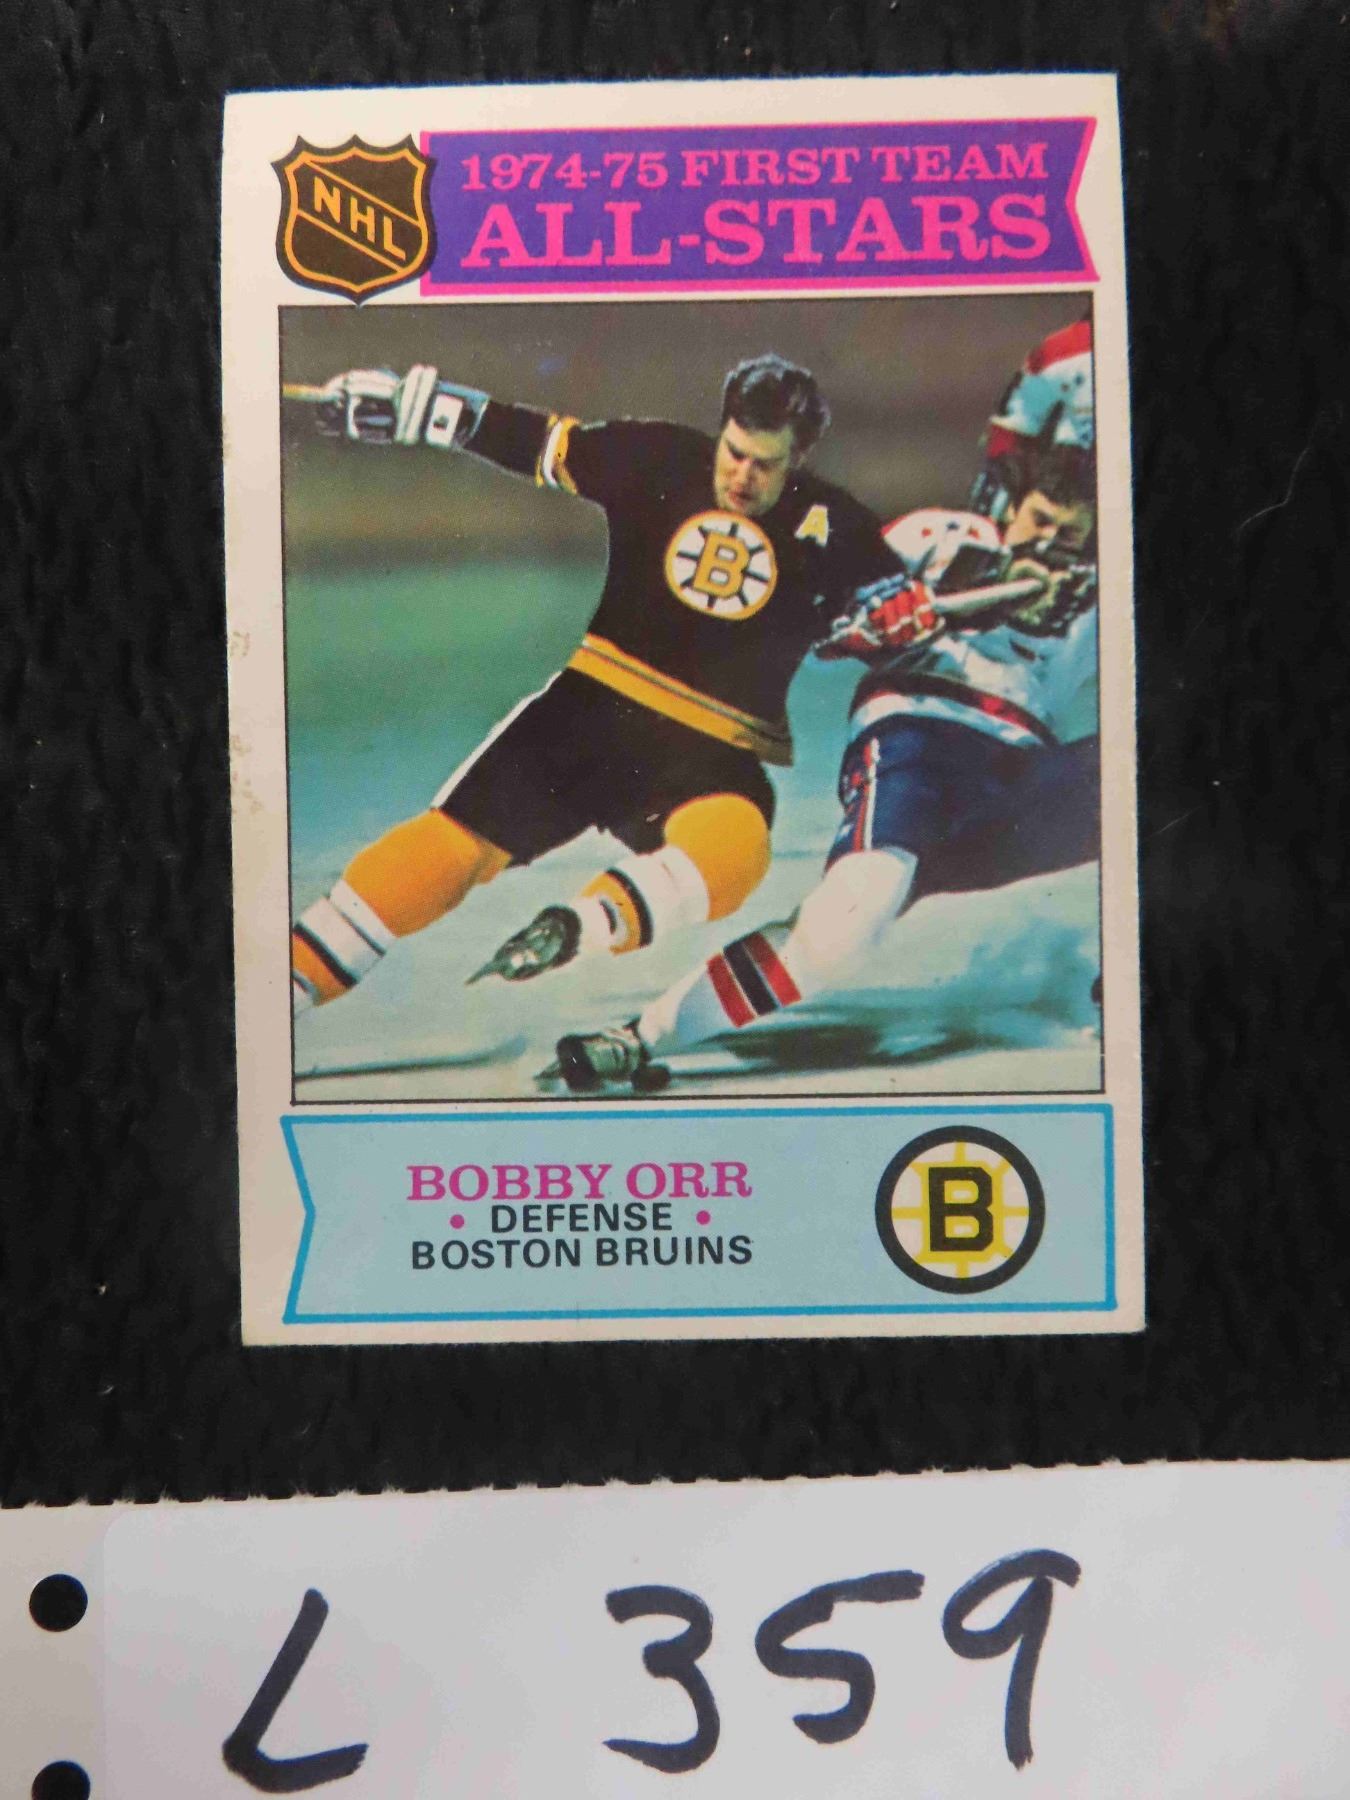 NHL
1974-75 FIRST TEAM
ALL-STARS
A
B
BOBBY ORR
• DEFENSE •
BOSTON BRUINS
B
L 359